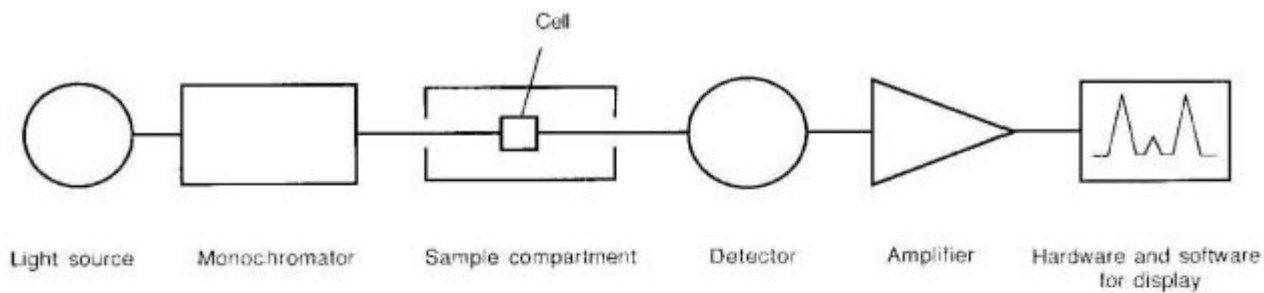 Cell
Light source
Monochromator
Sample compartment
Detector
Amplifier
Hardware and software
for display